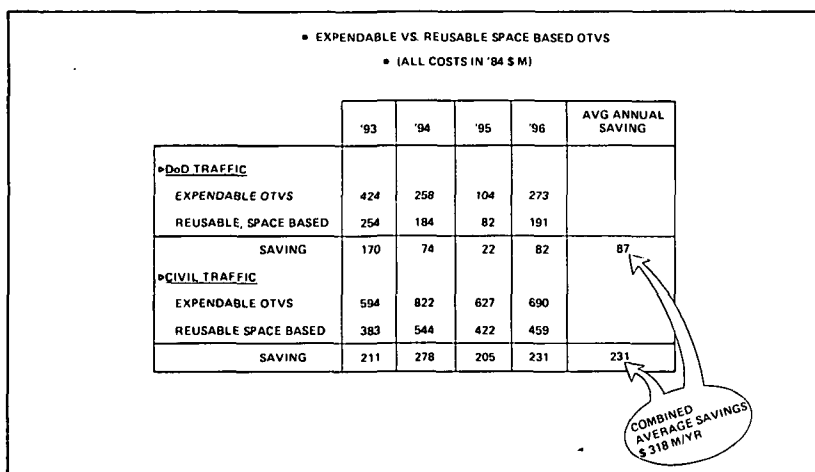 • EXPENDABLE VS. REUSABLE SPACE BASED OTVS
• (ALL COSTS IN '84 $ M)
'93 '94 '95 '96 AVG ANNUAL SAVING
▸DoD TRAFFIC
EXPENDABLE OTVS 424 258 104 273
REUSABLE, SPACE BASED 254 184 82 191
SAVING 170 74 22 82 87
▸CIVIL TRAFFIC
EXPENDABLE OTVS 594 822 627 690
REUSABLE SPACE BASED 383 544 422 459
SAVING 211 278 205 231 231
COMBINED
AVERAGE SAVINGS
$ 318 M/YR